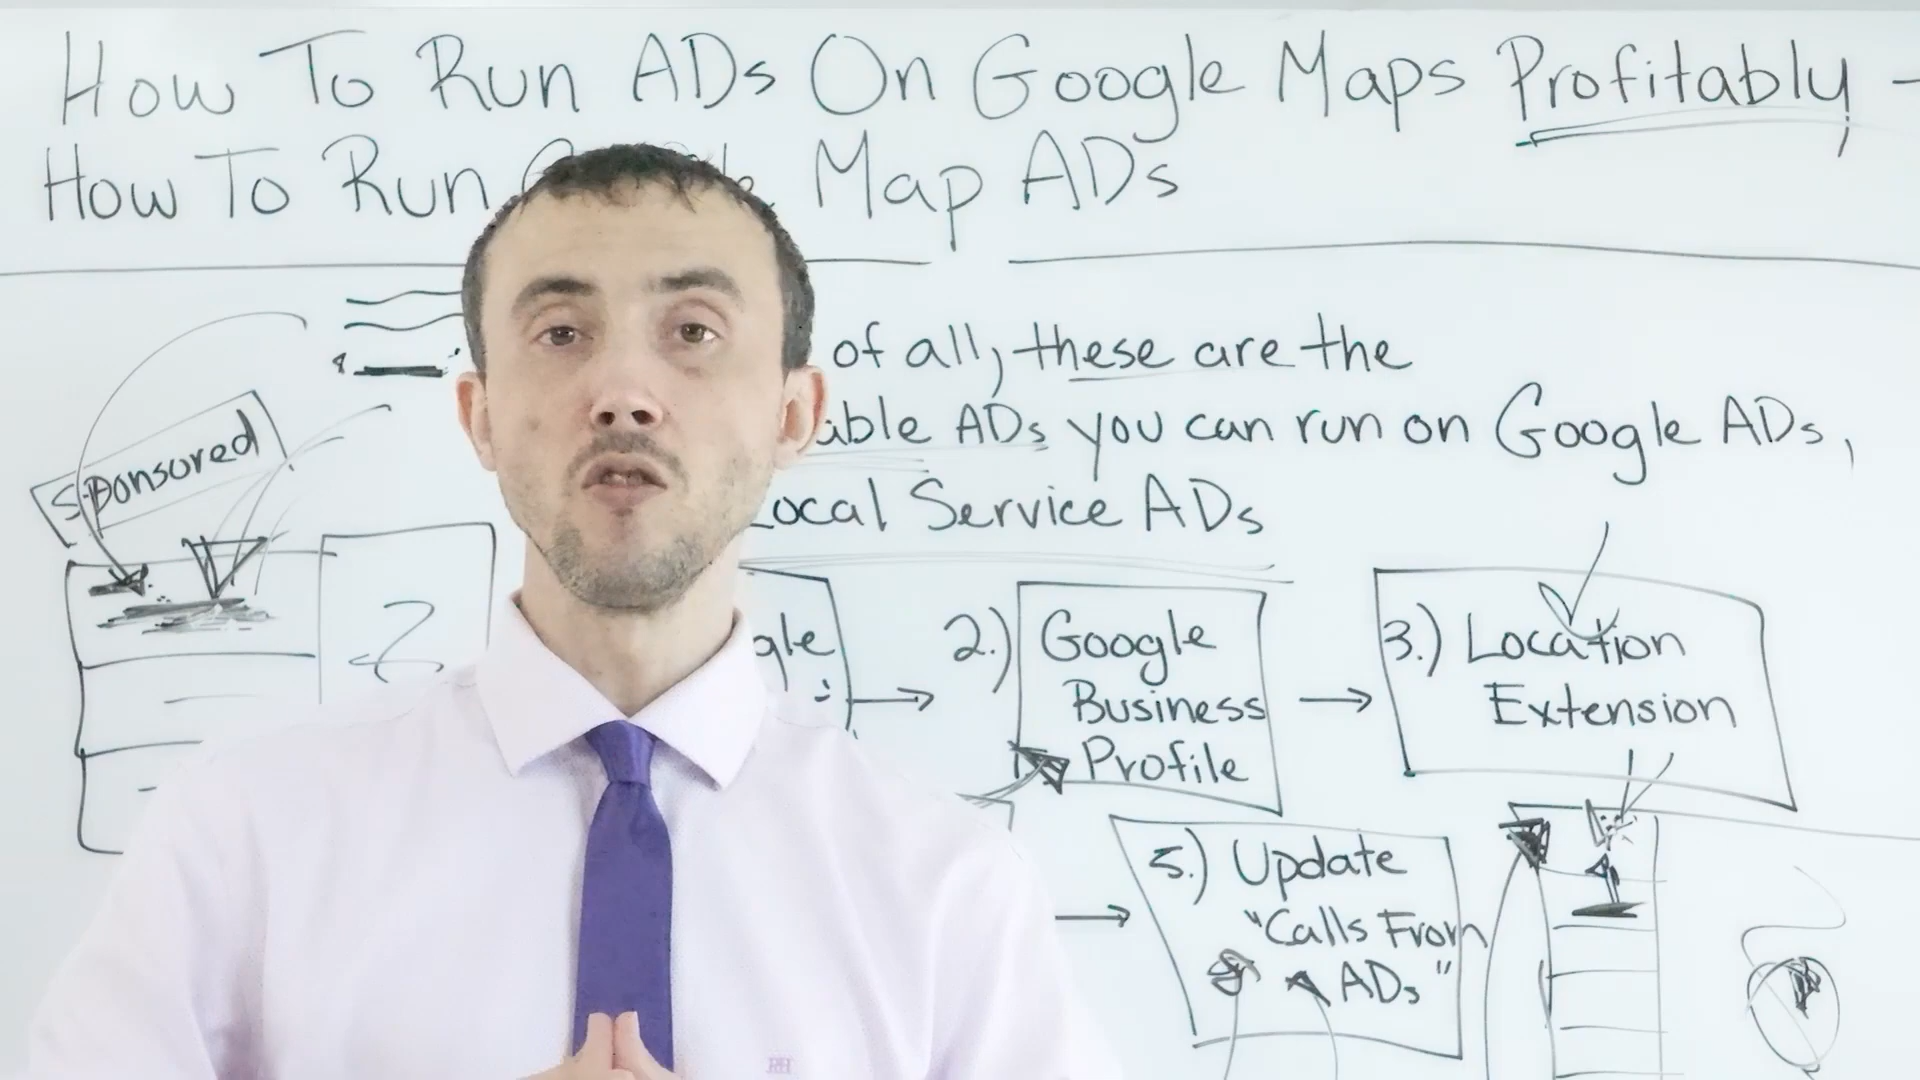 How To Run ADs On Google Maps Profitably -
How To Run Map ADs
of all, these are the
able ADs you can run on Google ADs,
Local Service ADs
Sponsored
?
gle
2.) Google
Business
Profile
3.) Location
Extension
5.) Update
"Calls From
ADs"